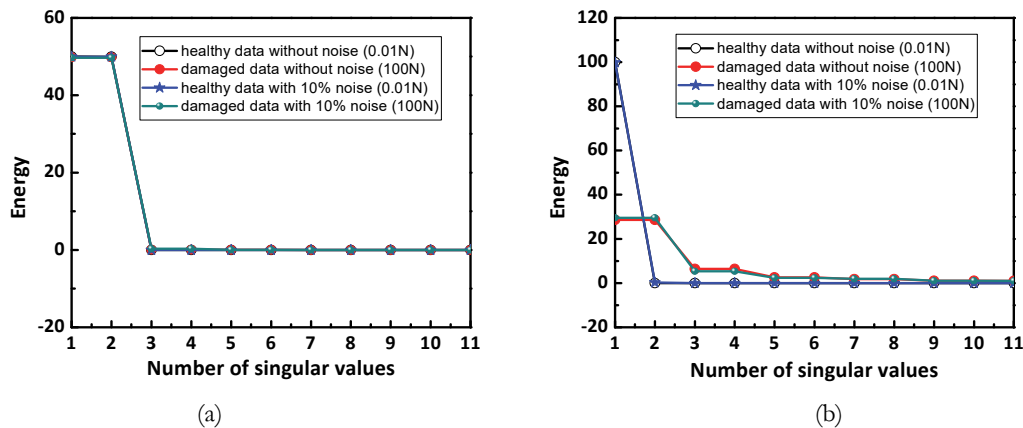 60
40
20
0
-20
Energy
healthy data without noise (0.01N)
damaged data without noise (100N)
healthy data with 10% noise (0.01N)
damaged data with 10% noise (100N)
1 2 3 4 5 6 7 8 9 10 11
Number of singular values
(a)
120
100
80
60
40
20
0
-20
Energy
healthy data without noise (0.01N)
damaged data without noise (100N)
healthy data with 10% noise (0.01N)
damaged data with 10% noise (100N)
1 2 3 4 5 6 7 8 9 10 11
Number of singular values
(b)